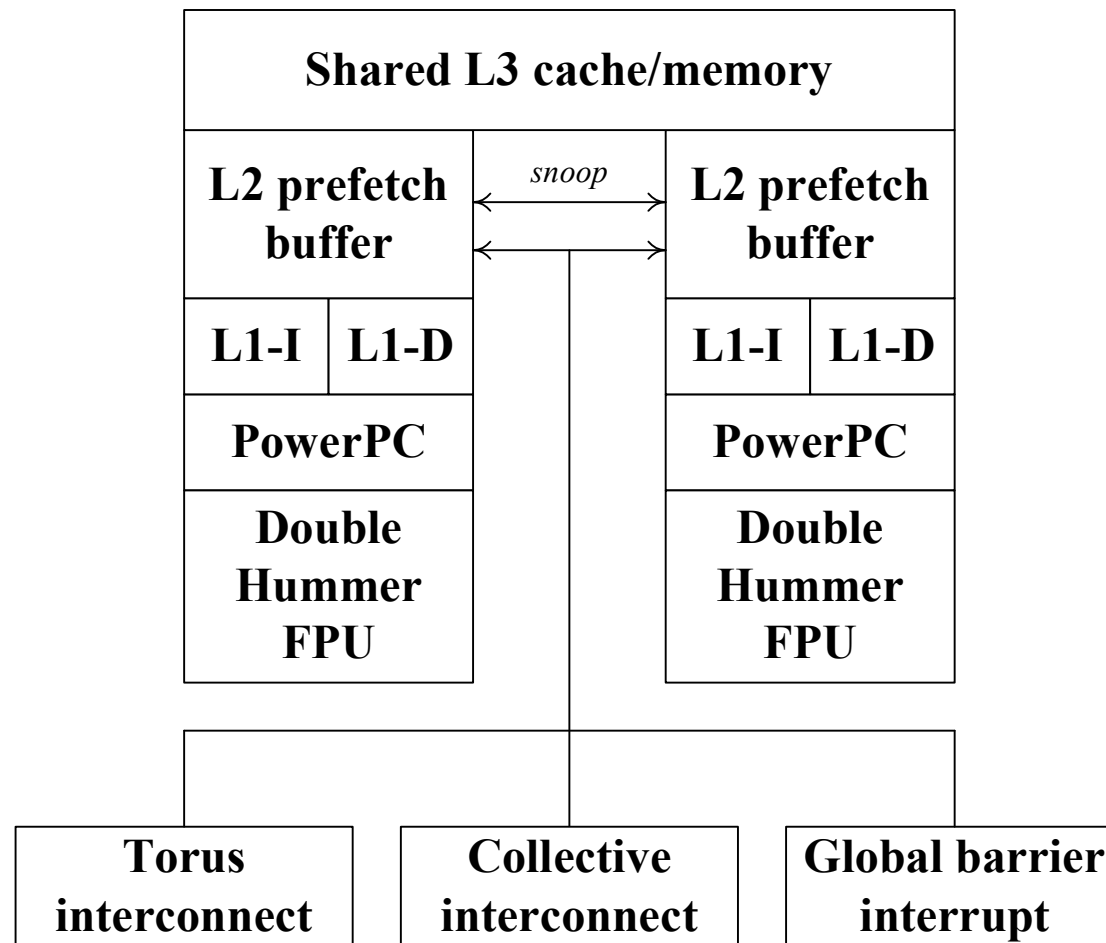 Shared L3 cache/memory
L2 prefetch
buffer
snoop
L2 prefetch
buffer
L1-I
L1-D
L1-I
L1-D
PowerPC
PowerPC
Double
Hummer
FPU
Double
Hummer
FPU
Torus
interconnect
Collective
interconnect
Global barrier
interrupt